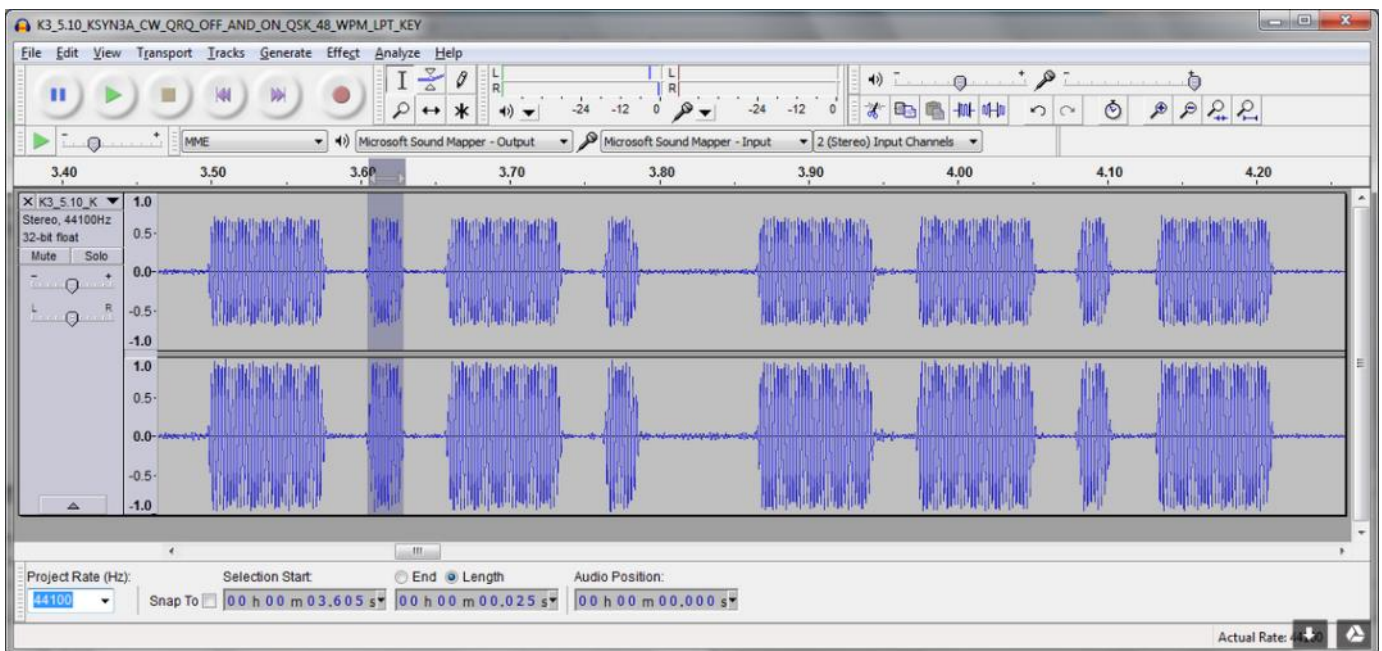 K3_5.10_KSYN3A_CW_QRQ_OFF_AND_ON_QSK_48_WPM_LPT_KEY
File Edit View Transport Tracks Generate Effect Analyze Help
L R L R
-24 -12 0 -24 -12 0
MME Microsoft Sound Mapper - Output Microsoft Sound Mapper - Input 2 (Stereo) Input Channels
3.40 3.50 3.60 3.70 3.80 3.90 4.00 4.10 4.20
X K3_5.10_K 1.0
Stereo, 44100Hz
32-bit float 0.5-
Mute Solo
- + 0.0-
L R -0.5-
-1.0
1.0
0.5-
0.0-
-0.5-
-1.0
Project Rate (Hz): Selection Start: End Length Audio Position:
44100 Snap To 00 h 00 m 03.605 s 00 h 00 m 00.025 s 00 h 00 m 00.000 s
Actual Rate: